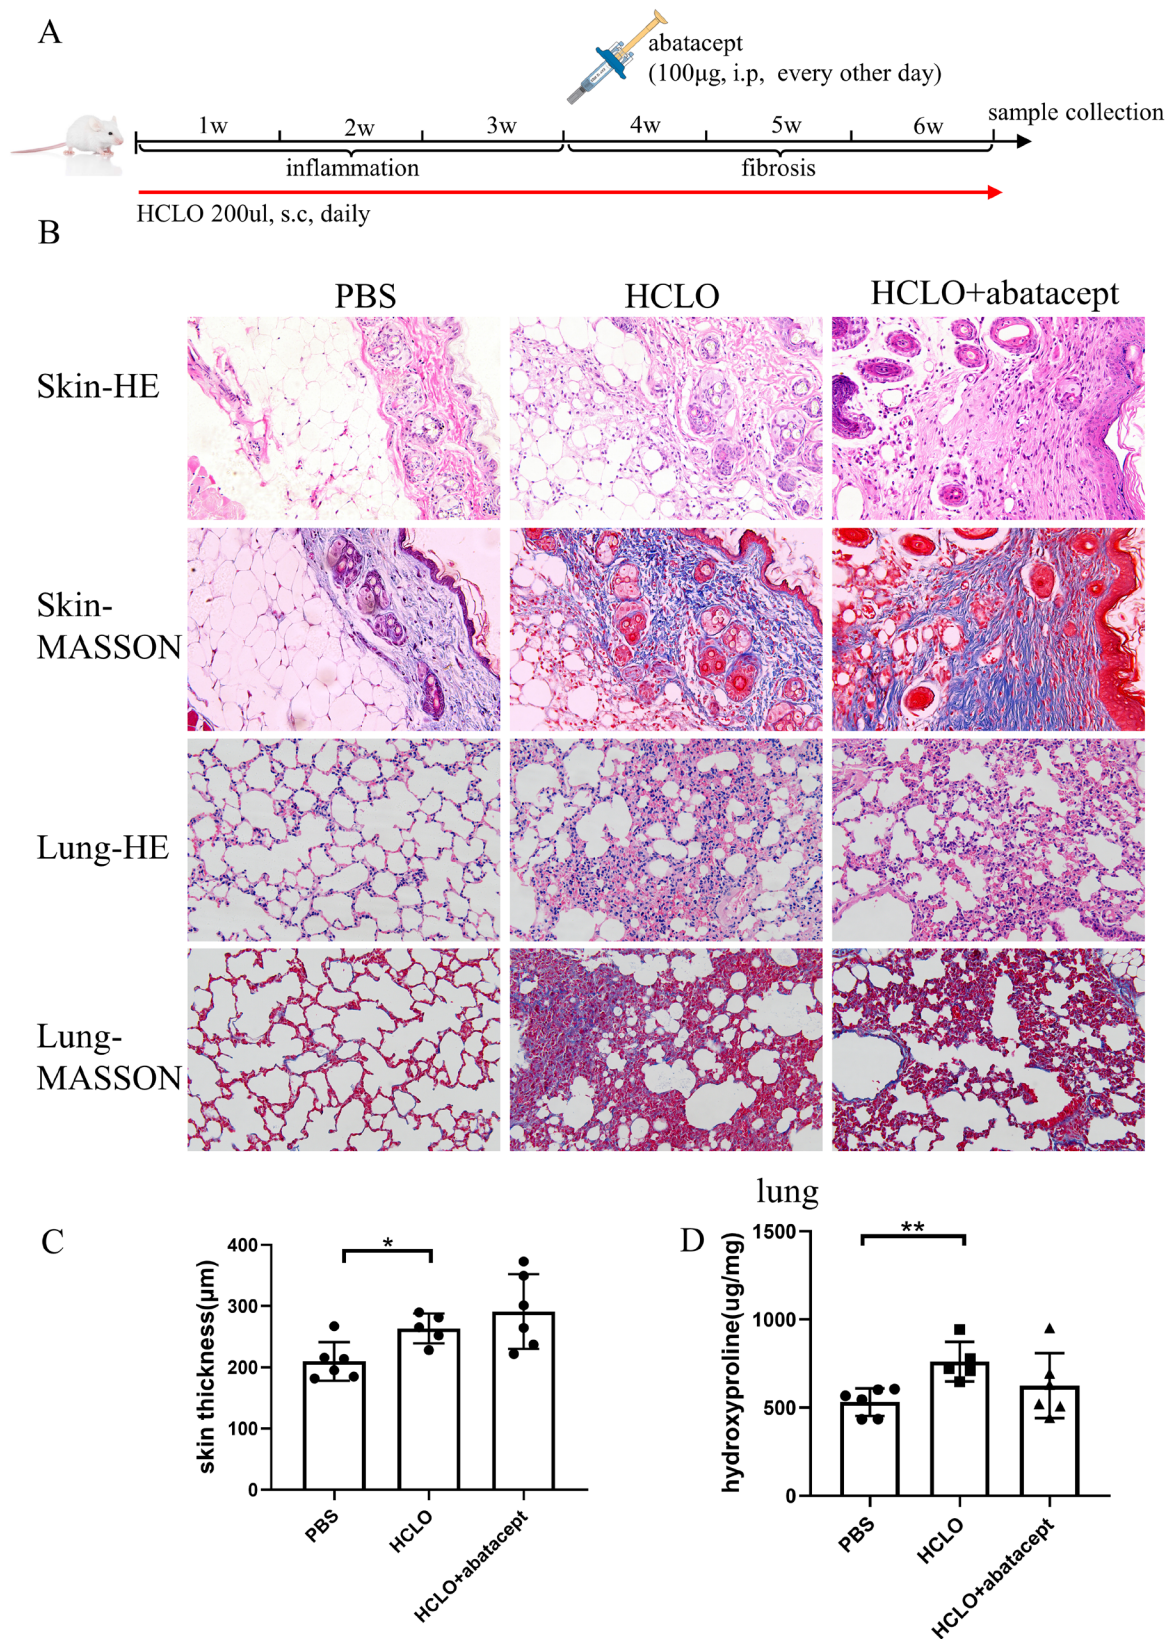 A
abatacept
(100μg, i.p, every other day)
sample collection
1w 2w 3w 4w 5w 6w
inflammation fibrosis
HCLO 200ul, s.c, daily
B
PBS HCLO HCLO+abatacept
Skin-HE
Skin-
MASSON
Lung-HE
Lung-
MASSON
C
skin thickness(μm)
400
300
200
100
0
*
PBS
HCLO
HCLO+abatacept
lung
D
hydroxyproline(ug/mg)
1500
1000
500
0
**
PBS
HCLO
HCLO+abatacept